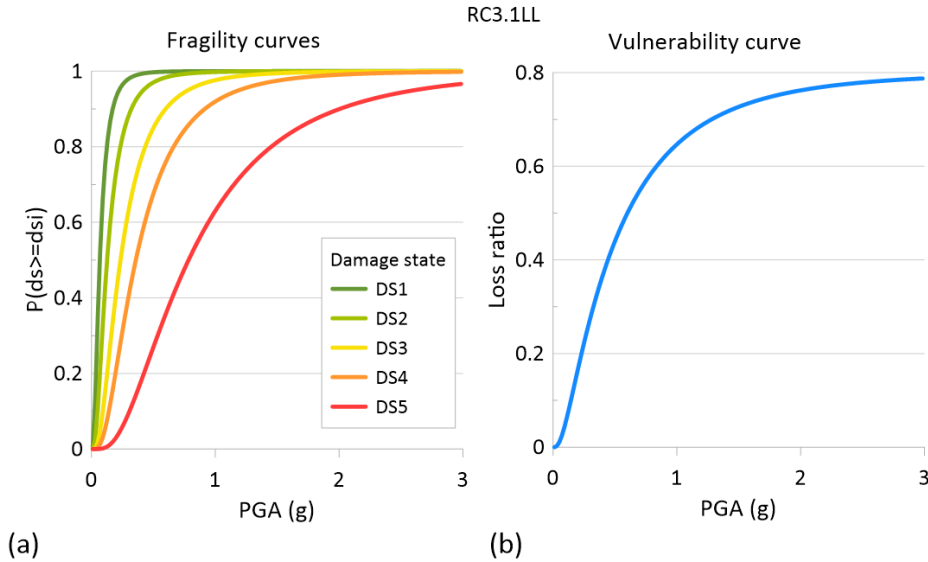 RC3.1LL
Fragility curves
1
0.8
0.6
0.4
0.2
0
P(ds>=dsi)
Damage state
DS1
DS2
DS3
DS4
DS5
0 1 2 3
PGA (g)
(a)
Vulnerability curve
0.8
0.6
0.4
0.2
0
Loss ratio
0 1 2 3
PGA (g)
(b)